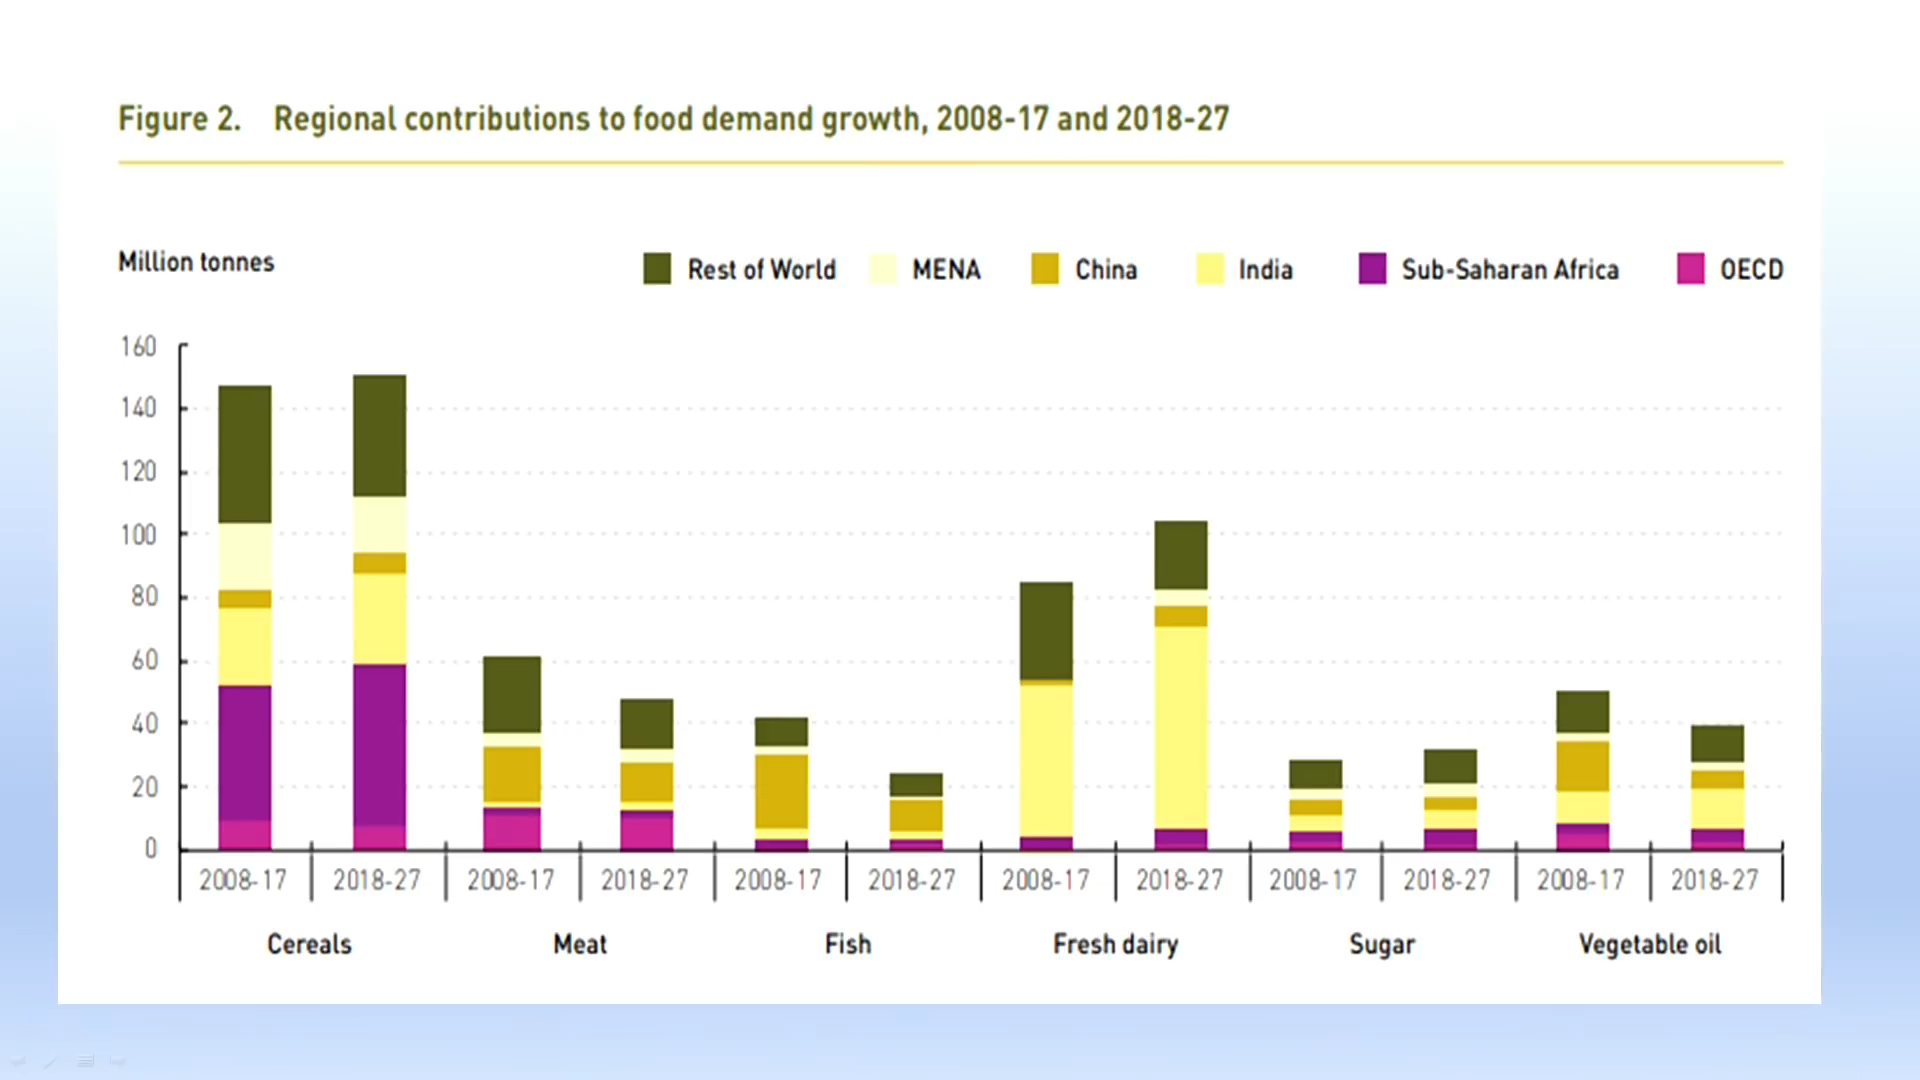 Figure 2. Regional contributions to food demand growth, 2008-17 and 2018-27
Million tonnes
Rest of World MENA China India Sub-Saharan Africa OECD
160
140
120
100
80
60
40
20
0
2008-17 2018-27 2008-17 2018-27 2008-17 2018-27 2008-17 2018-27 2008-17 2018-27 2008-17 2018-27
Cereals Meat Fish Fresh dairy Sugar Vegetable oil